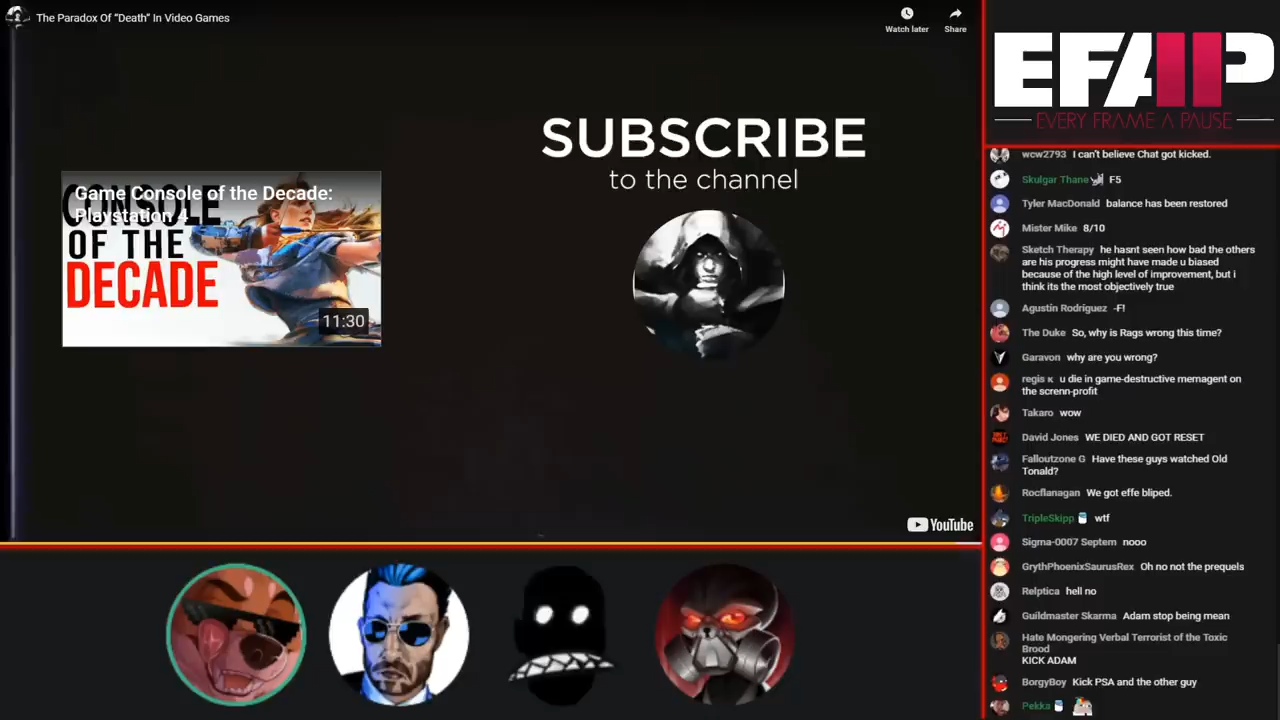 The Paradox Of “Death” In Video Games
Watch later
Share
SUBSCRIBE
to the channel
Game Console of the Decade:
Playstation 4
CONSOLE
OF THE
DECADE
11:30
YouTube
EFAP
EVERY FRAME A PAUSE
wcw2793 I can't believe Chat got kicked.
Skulgar Thane F5
Tyler MacDonald balance has been restored
Mister Mike 8/10
Sketch Therapy he hasnt seen how bad the others
are his progress might have made u biased
because of the high level of improvement, but i
think its the most objectively true
Agustín Rodríguez -F!
The Duke So, why is Rags wrong this time?
Garavon why are you wrong?
regis к u die in game-destructive memagent on
the screnn-profit
Takaro wow
David Jones WE DIED AND GOT RESET
Falloutzone G Have these guys watched Old
Tonald?
Rocflanagan We got effe bliped.
TripleSkipp wtf
Sigma-0007 Septem nooo
GrythPhoenixSaurusRex Oh no not the prequels
Relptica hell no
Guildmaster Skarma Adam stop being mean
Hate Mongering Verbal Terrorist of the Toxic
Brood
KICK ADAM
BorgyBoy Kick PSA and the other guy
Pekka